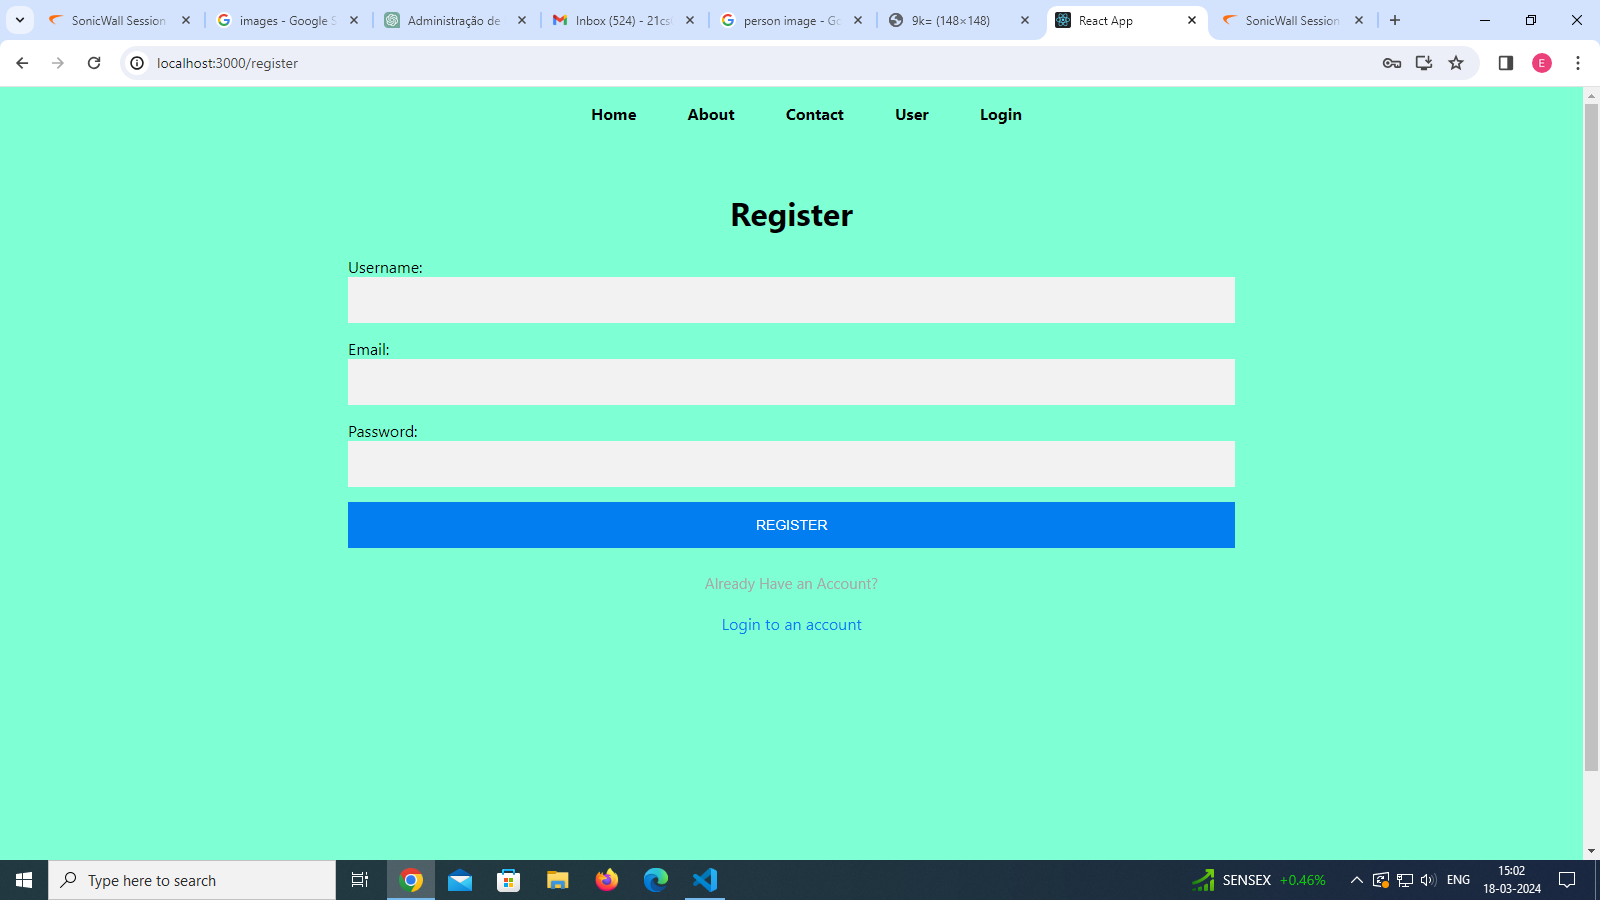 SonicWall Session
images - Google S
Administração de
Inbox (524) - 21cs
person image - Go
9k= (148×148)
React App
SonicWall Session
localhost:3000/register
E
Home About Contact User Login
Register
Username:
Email:
Password:
REGISTER
Already Have an Account?
Login to an account
Type here to search
SENSEX +0.46%
ENG
15:02
18-03-2024